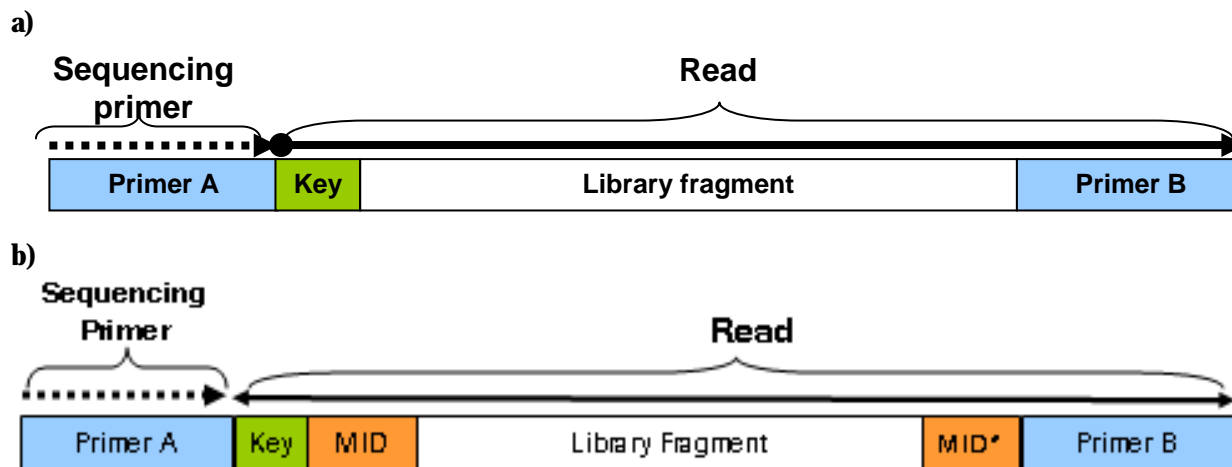 a)
Sequencing
primer
Read
Primer A Key Library fragment Primer B
b)
Sequencing
Primer
Read
Primer A Key MID Library Fragment MID* Primer B